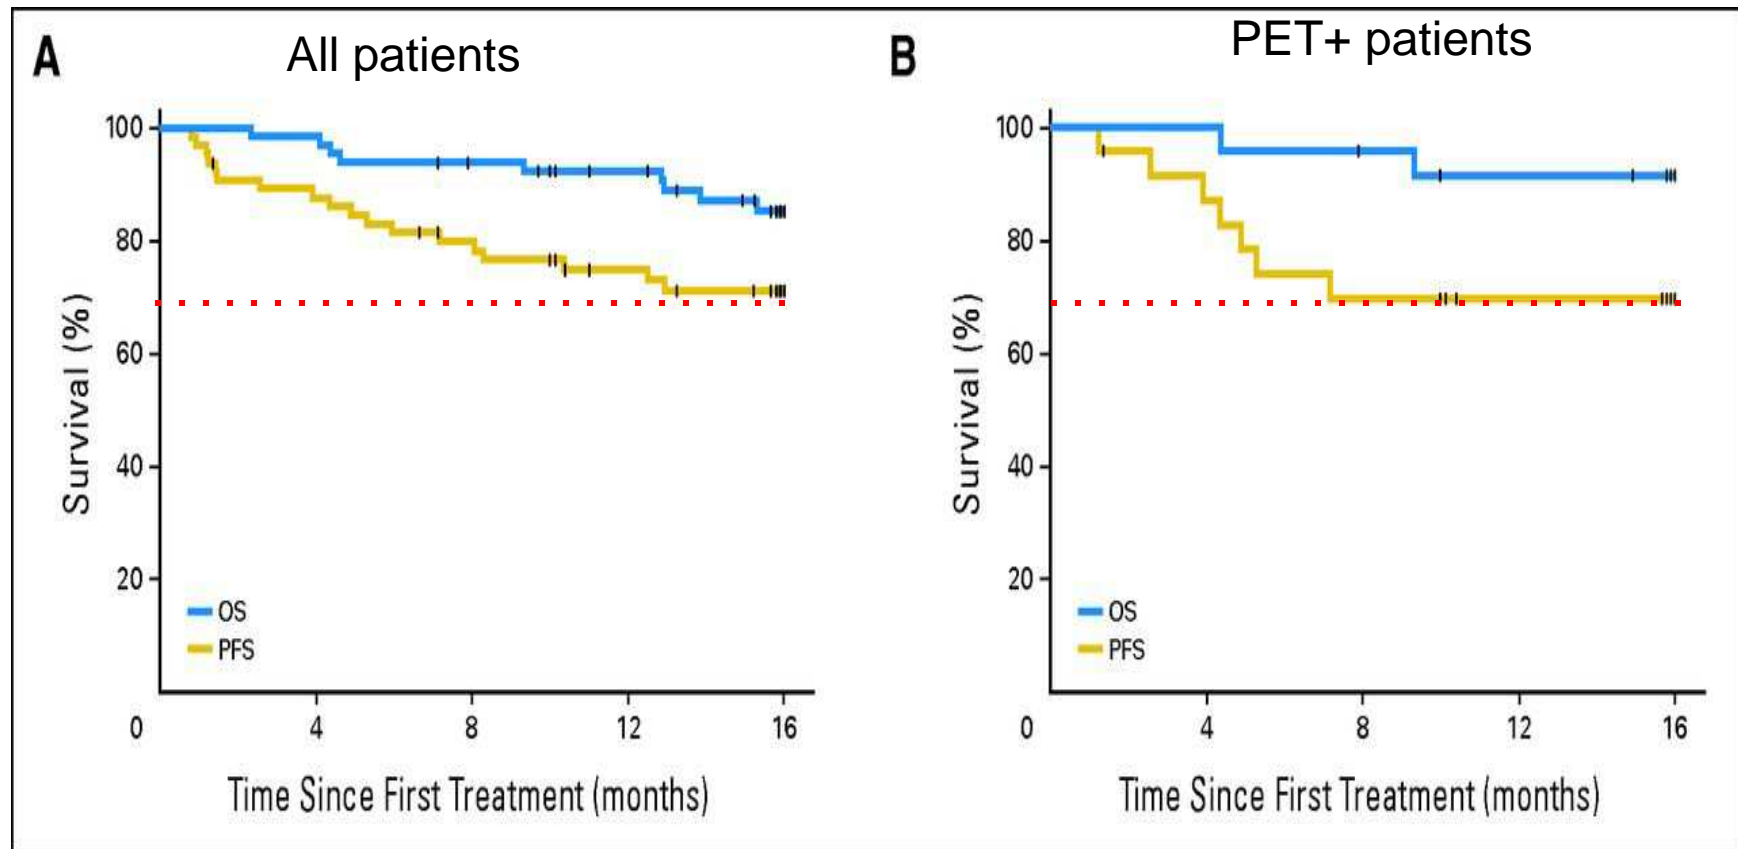 A
All patients
100
80
60
40
20
0
4
8
12
16
Survival (%)
OS
PFS
Time Since First Treatment (months)
B
PET+ patients
100
80
60
40
20
0
4
8
12
16
Survival (%)
OS
PFS
Time Since First Treatment (months)